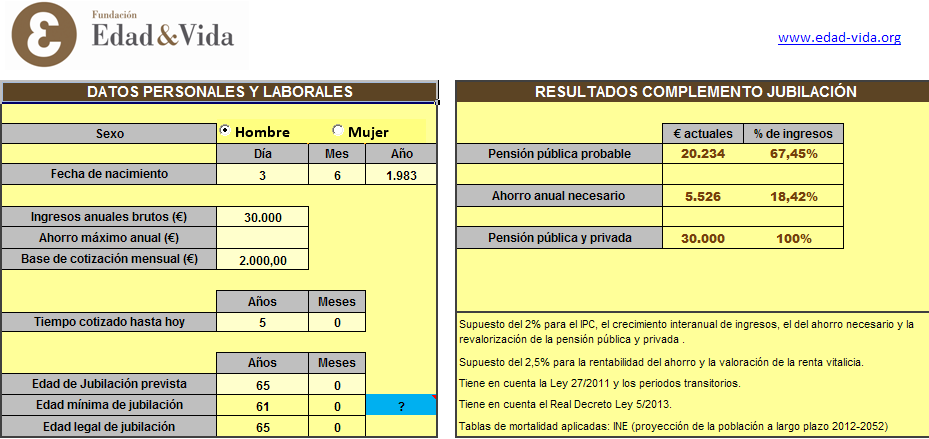 Fundación
Edad&Vida
www.edad-vida.org
DATOS PERSONALES Y LABORALES
Sexo Hombre Mujer
Día Mes Año
Fecha de nacimiento 3 6 1.983
Ingresos anuales brutos (€) 30.000
Ahorro máximo anual (€)
Base de cotización mensual (€) 2.000,00
Años Meses
Tiempo cotizado hasta hoy 5 0
Años Meses
Edad de Jubilación prevista 65 0
Edad mínima de jubilación 61 0 ?
Edad legal de jubilación 65 0
RESULTADOS COMPLEMENTO JUBILACIÓN
€ actuales % de ingresos
Pensión pública probable 20.234 67,45%
Ahorro anual necesario 5.526 18,42%
Pensión pública y privada 30.000 100%
Supuesto del 2% para el IPC, el crecimiento interanual de ingresos, el del ahorro necesario y la
revalorización de la pensión pública y privada .
Supuesto del 2,5% para la rentabilidad del ahorro y la valoración de la renta vitalicia.
Tiene en cuenta la Ley 27/2011 y los periodos transitorios.
Tiene en cuenta el Real Decreto Ley 5/2013.
Tablas de mortalidad aplicadas: INE (proyección de la población a largo plazo 2012-2052)